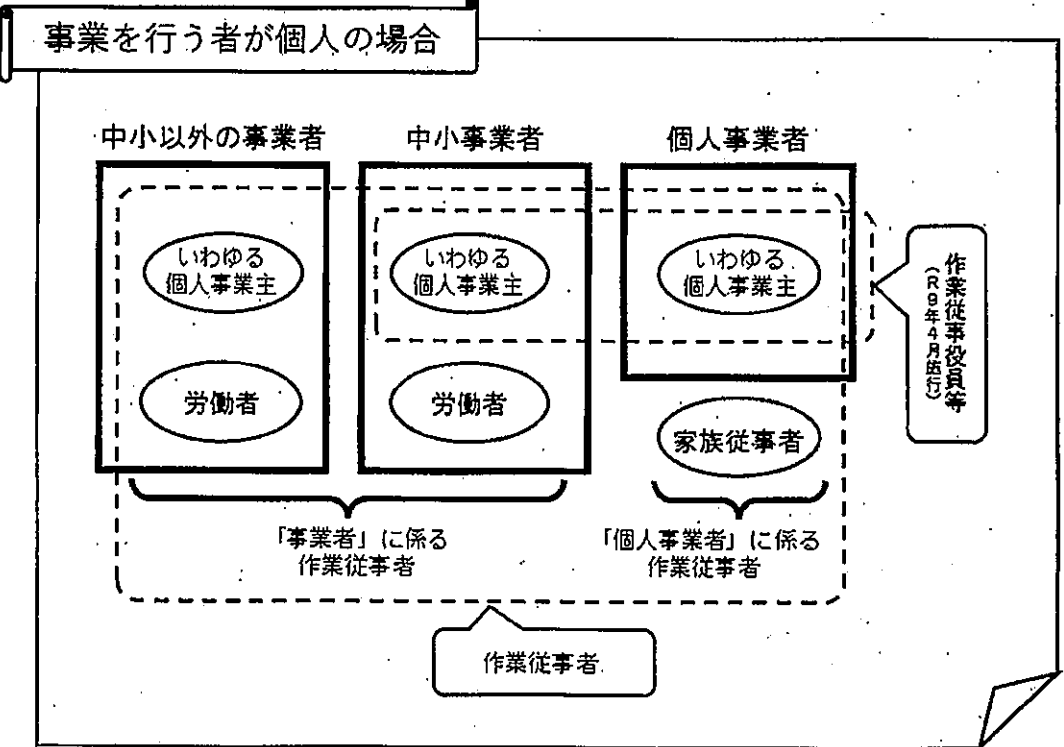 事業を行う者が個人の場合
中小以外の事業者
中小事業者
個人事業者
いわゆる
個人事業主
いわゆる
個人事業主
いわゆる
個人事業主
作業従事役員等
（R9年4月施行）
労働者
労働者
家族従事者
「事業者」に係る
作業従事者
「個人事業者」に係る
作業従事者
作業従事者